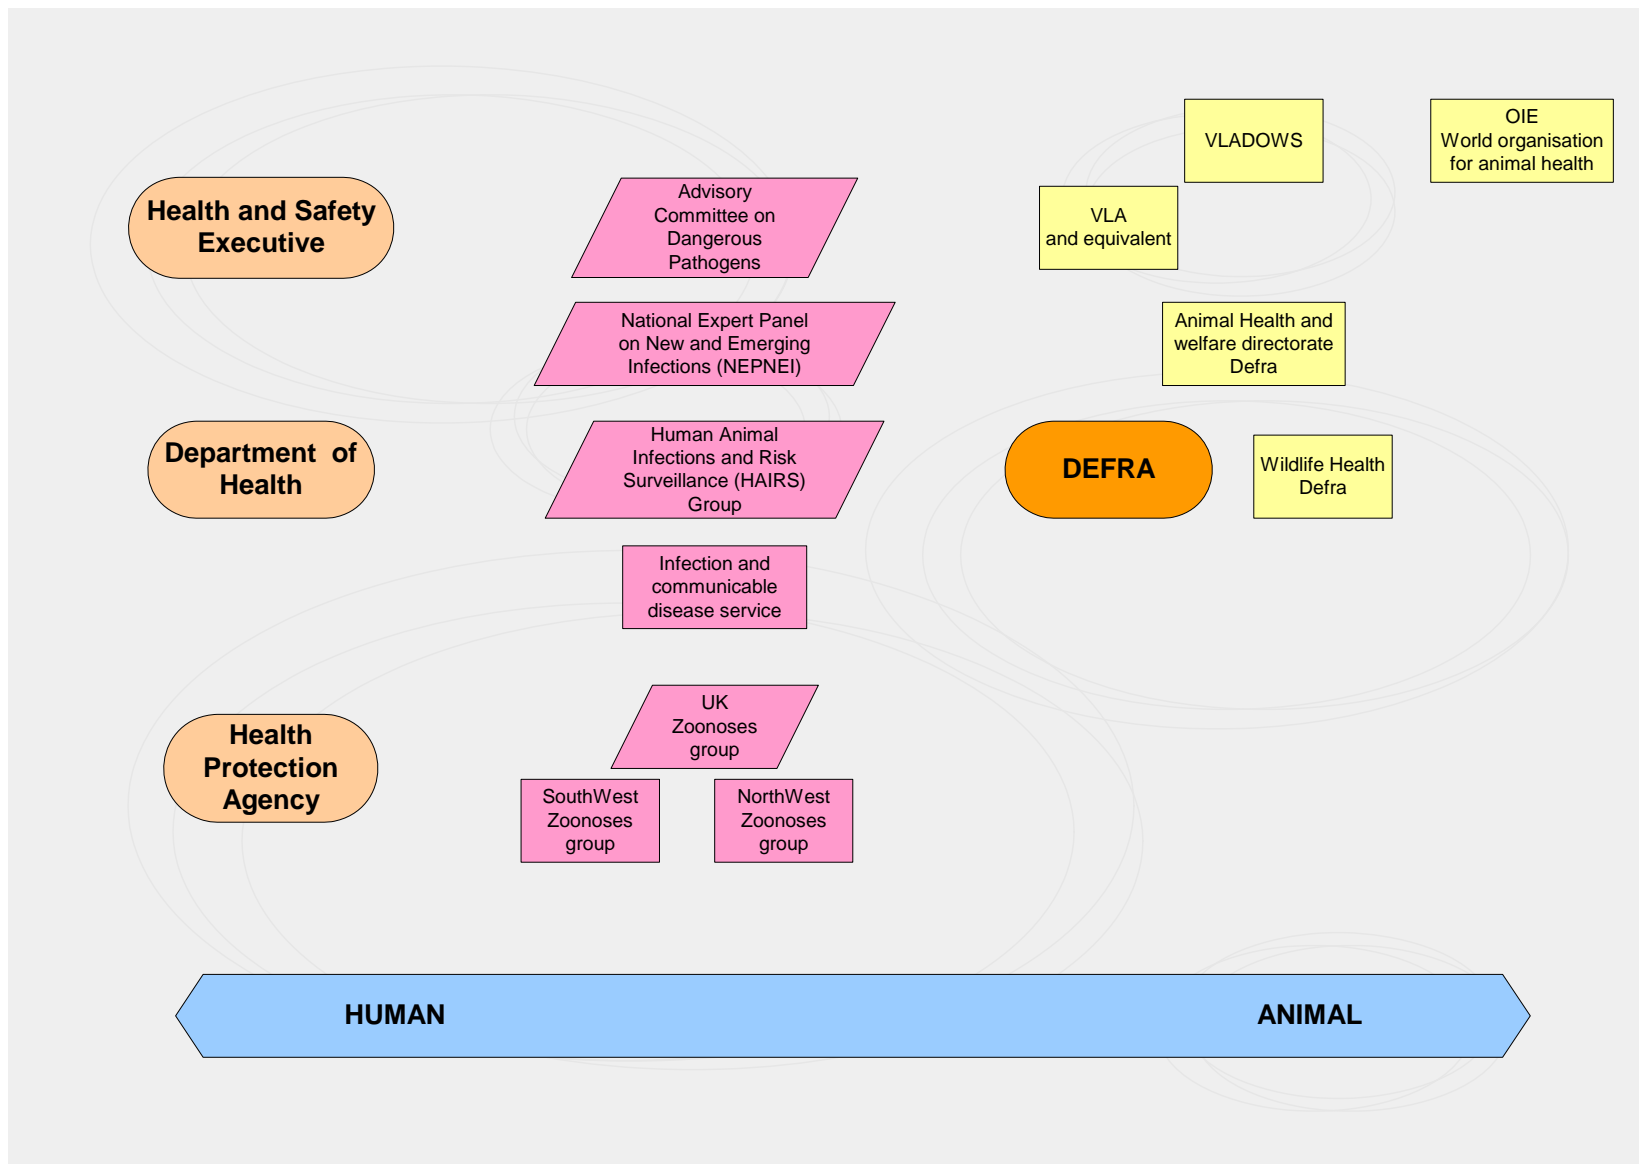 VLADOWS
OIE
World organisation
for animal health
Health and Safety
Executive
Advisory
Committee on
Dangerous
Pathogens
VLA
and equivalent
National Expert Panel
on New and Emerging
Infections (NEPNEI)
Animal Health and
welfare directorate
Defra
Department of
Health
Human Animal
Infections and Risk
Surveillance (HAIRS)
Group
DEFRA
Wildlife Health
Defra
Infection and
communicable
disease service
Health
Protection
Agency
UK
Zoonoses
group
SouthWest
Zoonoses
group
NorthWest
Zoonoses
group
HUMAN
ANIMAL